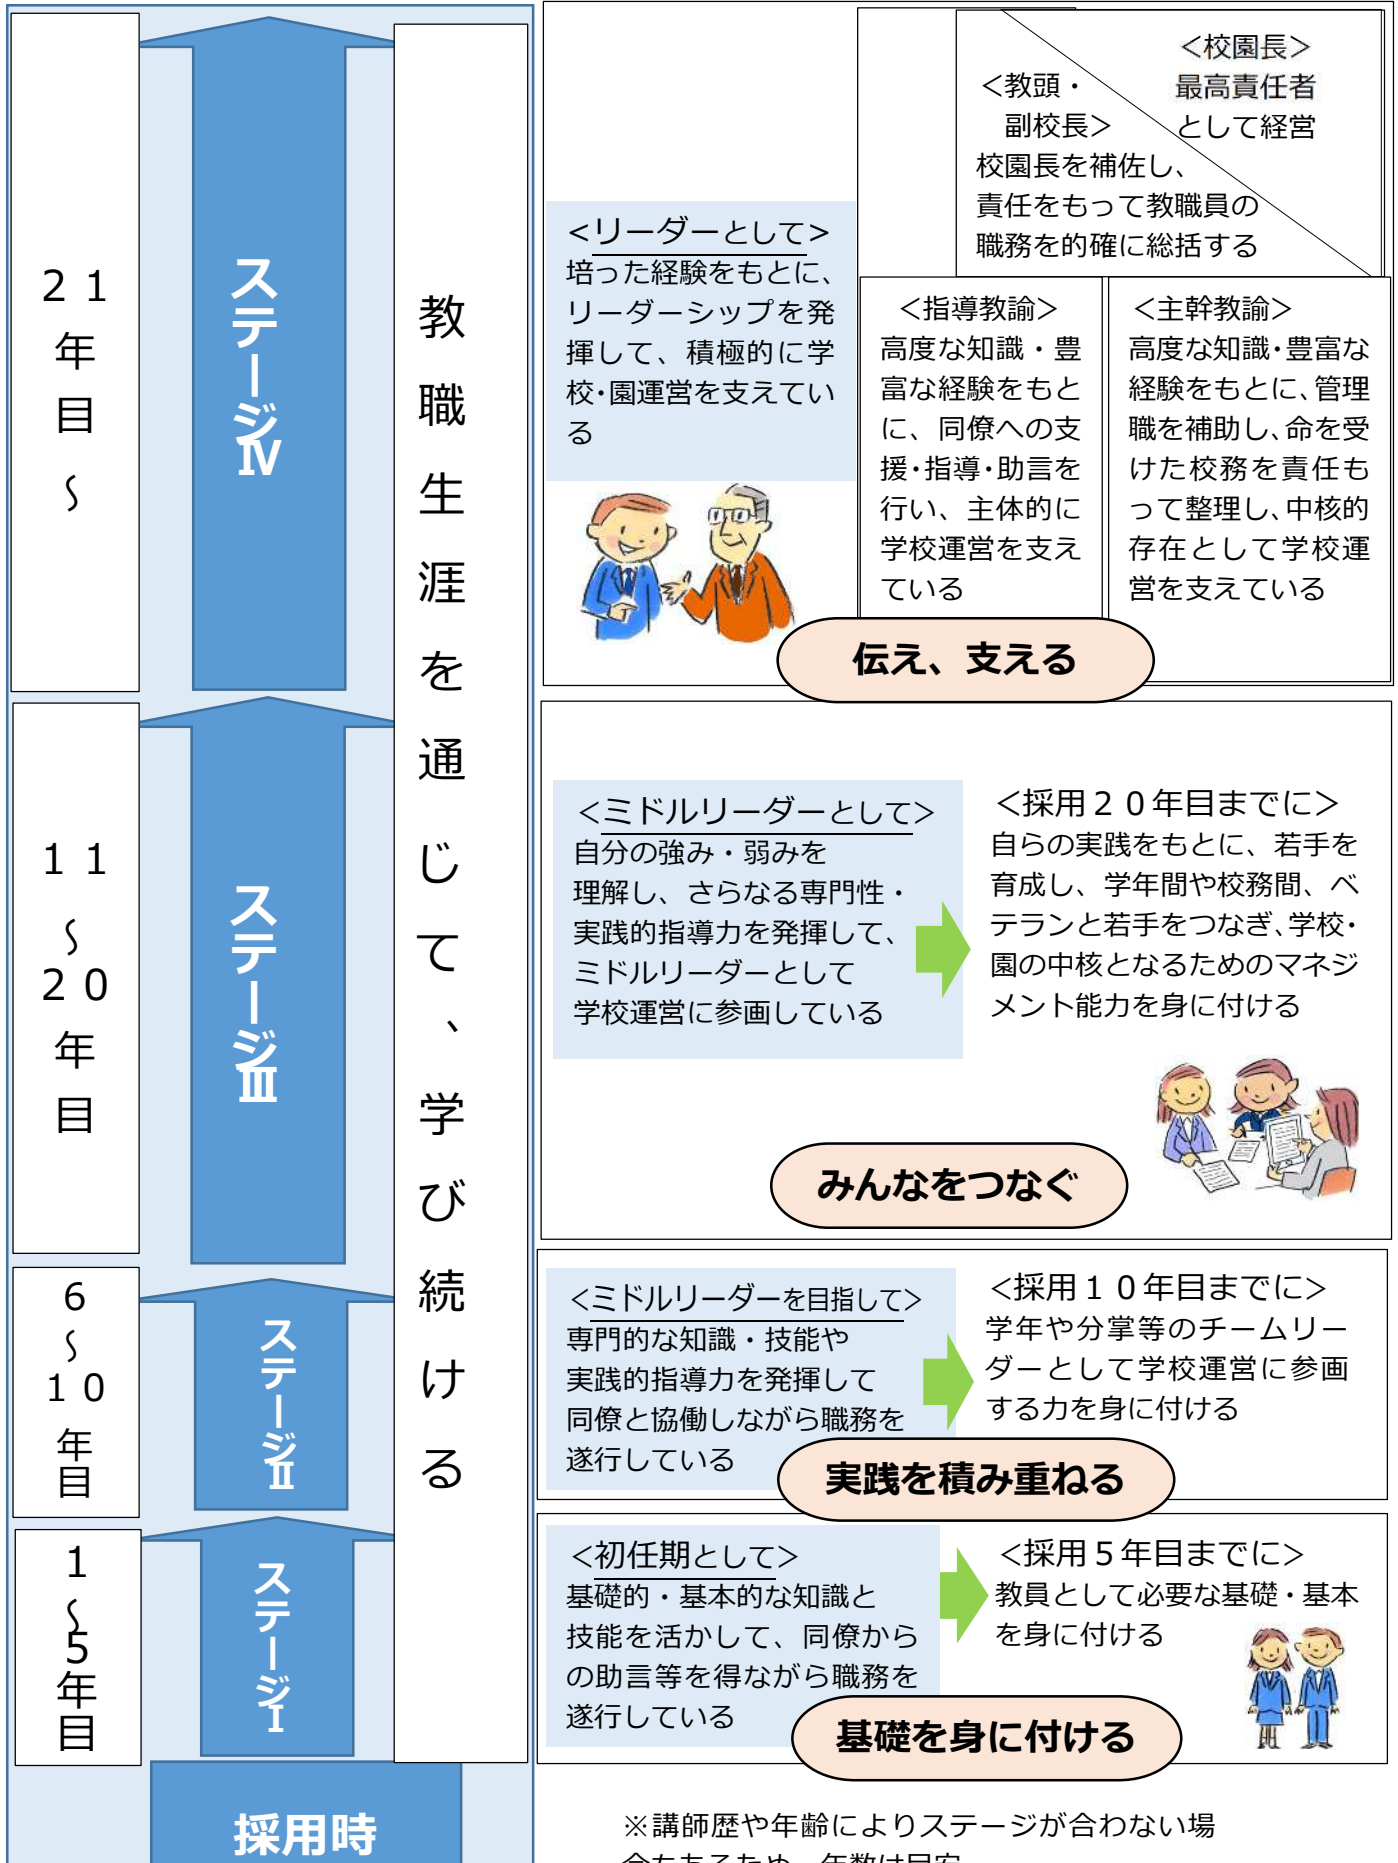 ２１年目～
ステージⅣ
教職生涯を通じて、学び続ける
＜校園長＞
最高責任者
として経営
＜教頭・
副校長＞
校園長を補佐し、
責任をもって教職員の
職務を的確に総括する
<リーダーとして>
培った経験をもとに、
リーダーシップを発
揮して、積極的に学
校・園運営を支えてい
る
＜指導教諭＞
高度な知識・豊
富な経験をもと
に、同僚への支
援・指導・助言を
行い、主体的に
学校運営を支え
ている
＜主幹教諭＞
高度な知識・豊富な
経験をもとに、管理
職を補助し、命を受
けた校務を責任も
って整理し、中核的
存在として学校運
営を支えている
伝え、支える
１１～２０年目
ステージⅢ
＜ミドルリーダーとして＞
自分の強み・弱みを
理解し、さらなる専門性・
実践的指導力を発揮して、
ミドルリーダーとして
学校運営に参画している
＜採用２０年目までに＞
自らの実践をもとに、若手を
育成し、学年間や校務間、ベ
テランと若手をつなぎ、学校・
園の中核となるためのマネジ
メント能力を身に付ける
みんなをつなぐ
６～１０年目
ステージⅡ
＜ミドルリーダーを目指して＞
専門的な知識・技能や
実践的指導力を発揮して
同僚と協働しながら職務を
遂行している
＜採用１０年目までに＞
学年や分掌等のチームリー
ダーとして学校運営に参画
する力を身に付ける
実践を積み重ねる
１～５年目
ステージⅠ
＜初任期として＞
基礎的・基本的な知識と
技能を活かして、同僚から
の助言等を得ながら職務を
遂行している
＜採用５年目までに＞
教員として必要な基礎・基本
を身に付ける
基礎を身に付ける
採用時
※講師歴や年齢によりステージが合わない場
合もあるため、年数は目安